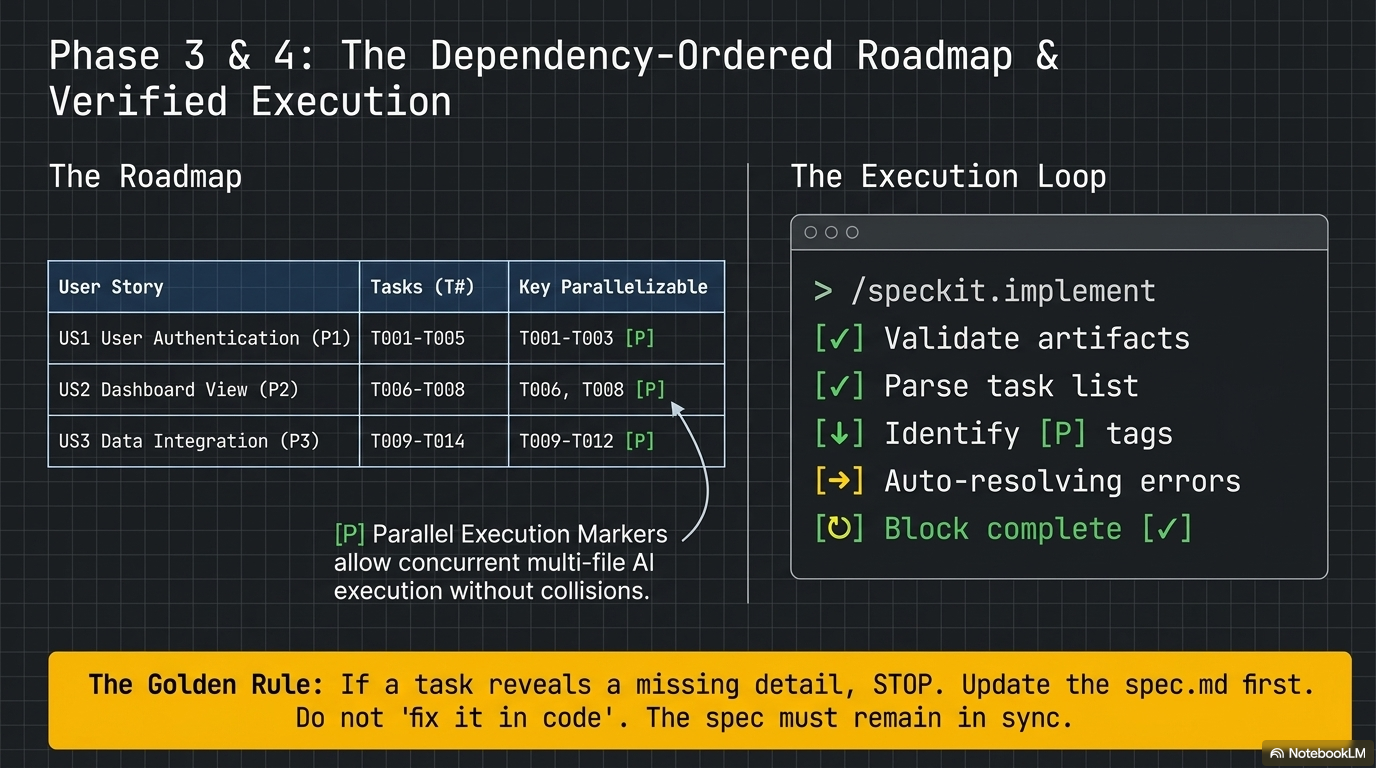 Phase 3 & 4: The Dependency-Ordered Roadmap &
Verified Execution
The Roadmap
User Story | Tasks (T#) | Key Parallelizable
US1 User Authentication (P1) | T001-T005 | T001-T003 [P]
US2 Dashboard View (P2) | T006-T008 | T006, T008 [P]
US3 Data Integration (P3) | T009-T014 | T009-T012 [P]
[P] Parallel Execution Markers
allow concurrent multi-file AI
execution without collisions.
The Execution Loop
> /speckit.implement
[✓] Validate artifacts
[✓] Parse task list
[↓] Identify [P] tags
[→] Auto-resolving errors
[↻] Block complete [✓]
The Golden Rule: If a task reveals a missing detail, STOP. Update the spec.md first.
Do not 'fix it in code'. The spec must remain in sync.
NotebookLM